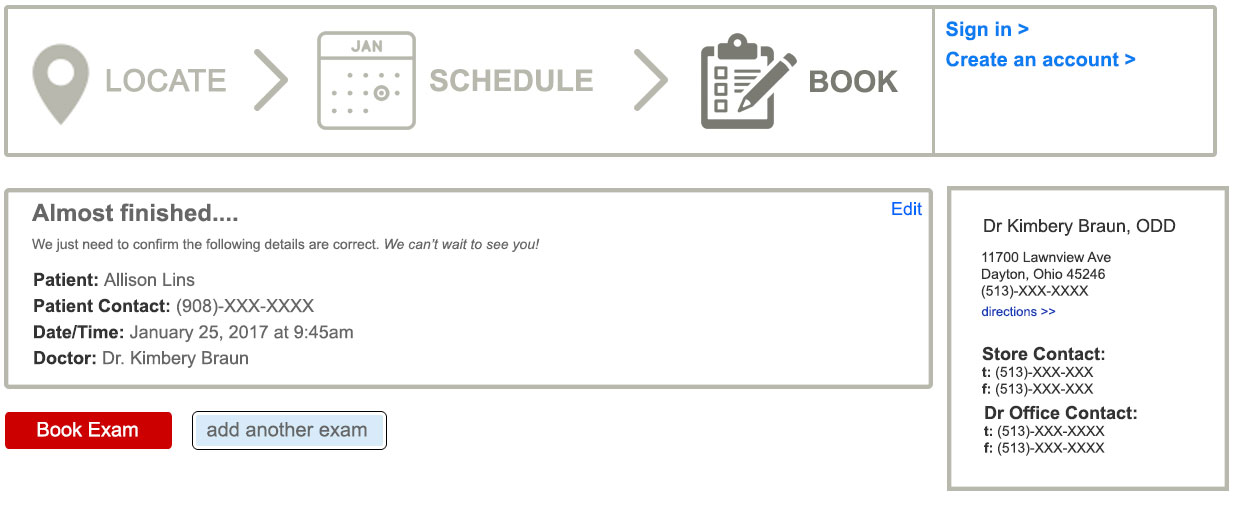 LOCATE
JAN
SCHEDULE
BOOK
Sign in >
Create an account >
Almost finished....
Edit
We just need to confirm the following details are correct. We can't wait to see you!
Patient: Allison Lins
Patient Contact: (908)-XXX-XXXX
Date/Time: January 25, 2017 at 9:45am
Doctor: Dr. Kimbery Braun
Book Exam
add another exam
Dr Kimbery Braun, ODD
11700 Lawnview Ave
Dayton, Ohio 45246
(513)-XXX-XXXX
directions >>
Store Contact:
t: (513)-XXX-XXX
f: (513)-XXX-XXX
Dr Office Contact:
t: (513)-XXX-XXXX
f: (513)-XXX-XXXX